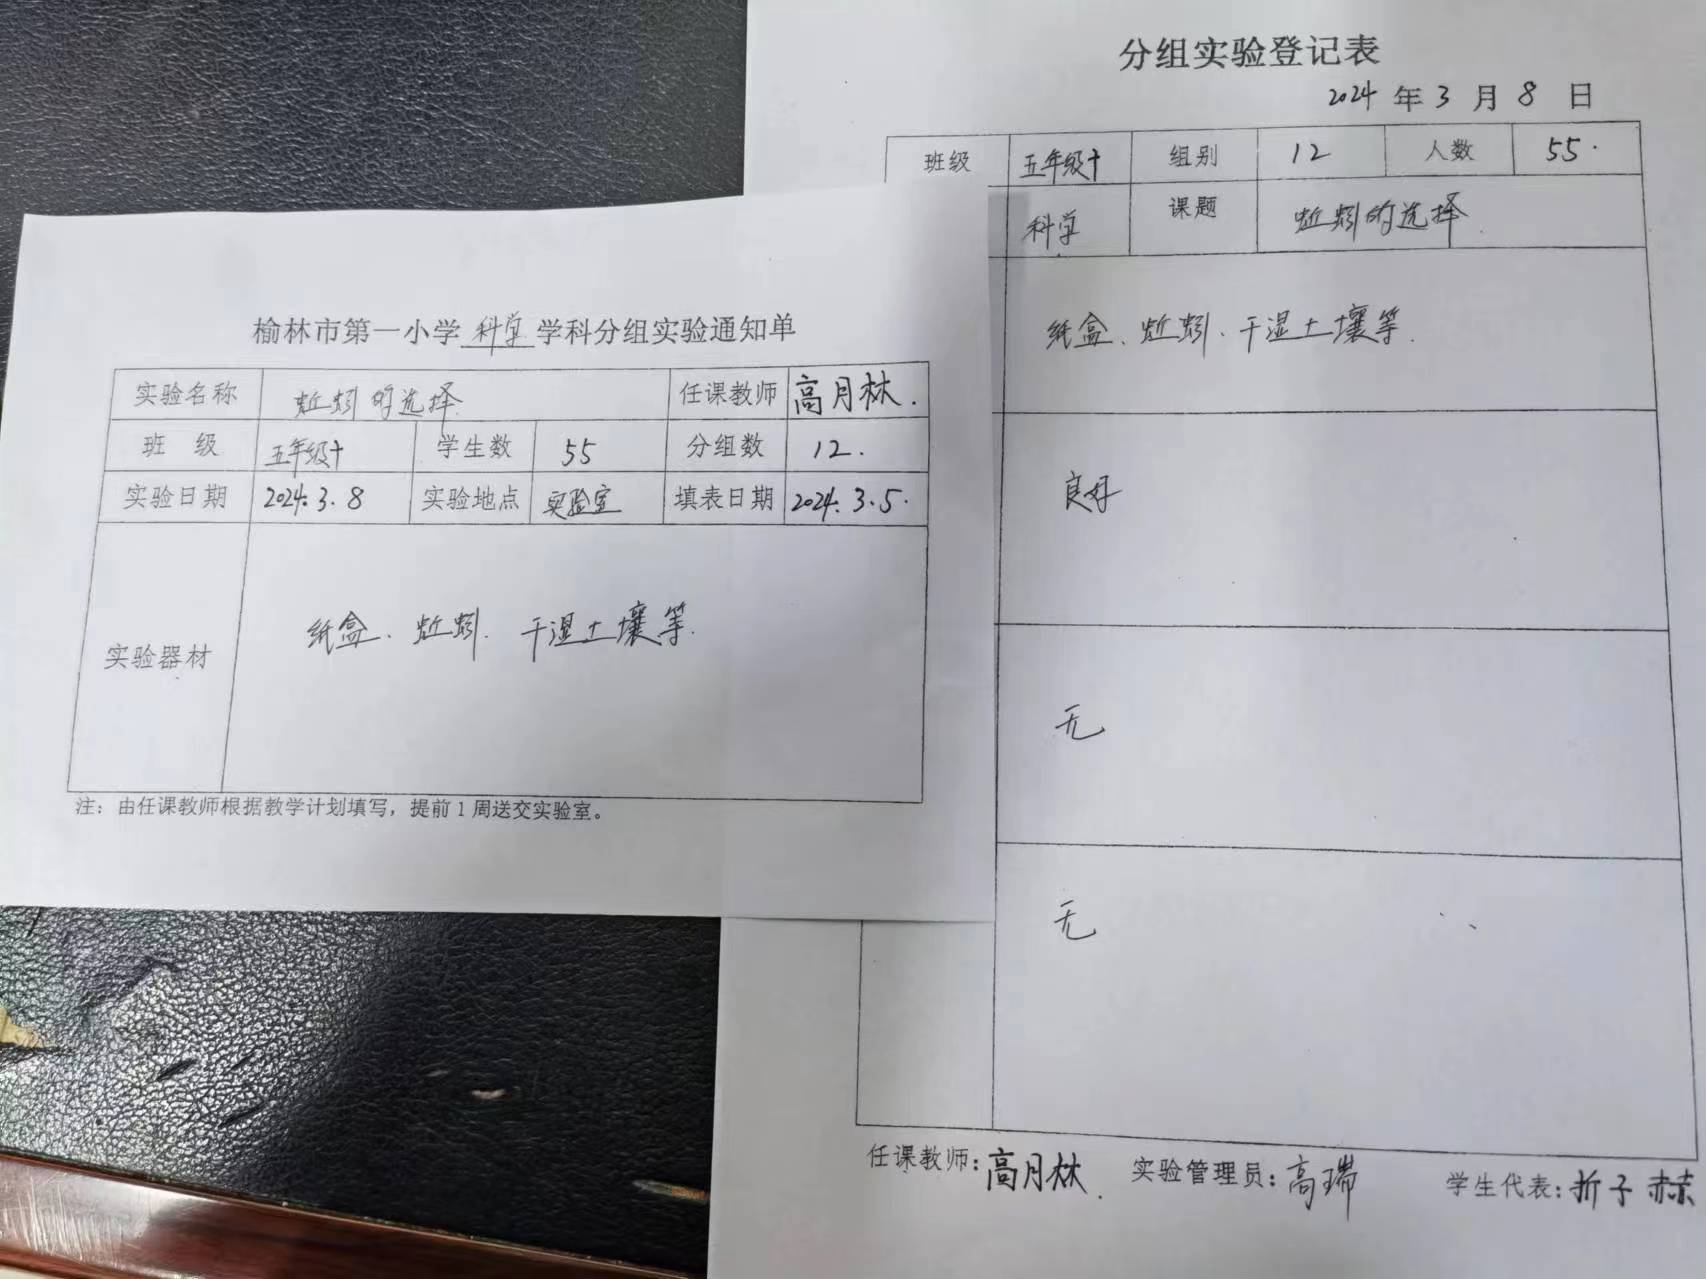 榆林市第一小学 科学 学科分组实验通知单
实验名称 蚯蚓的选择 任课教师 高月林.
班 级 五年级十 学生数 55 分组数 12.
实验日期 2024.3.8 实验地点 实验室 填表日期 2024.3.5.
实验器材 纸盒、蚯蚓、干湿土壤等.
注：由任课教师根据教学计划填写，提前1周送交实验室。
分组实验登记表
2024 年 3 月 8 日
班级 五年级十 组别 12 人数 55.
科学 课题 蚯蚓的选择.
纸盒、蚯蚓、干湿土壤等.
良好
无
无
任课教师:高月林. 实验管理员:高瑞 学生代表:折子赫